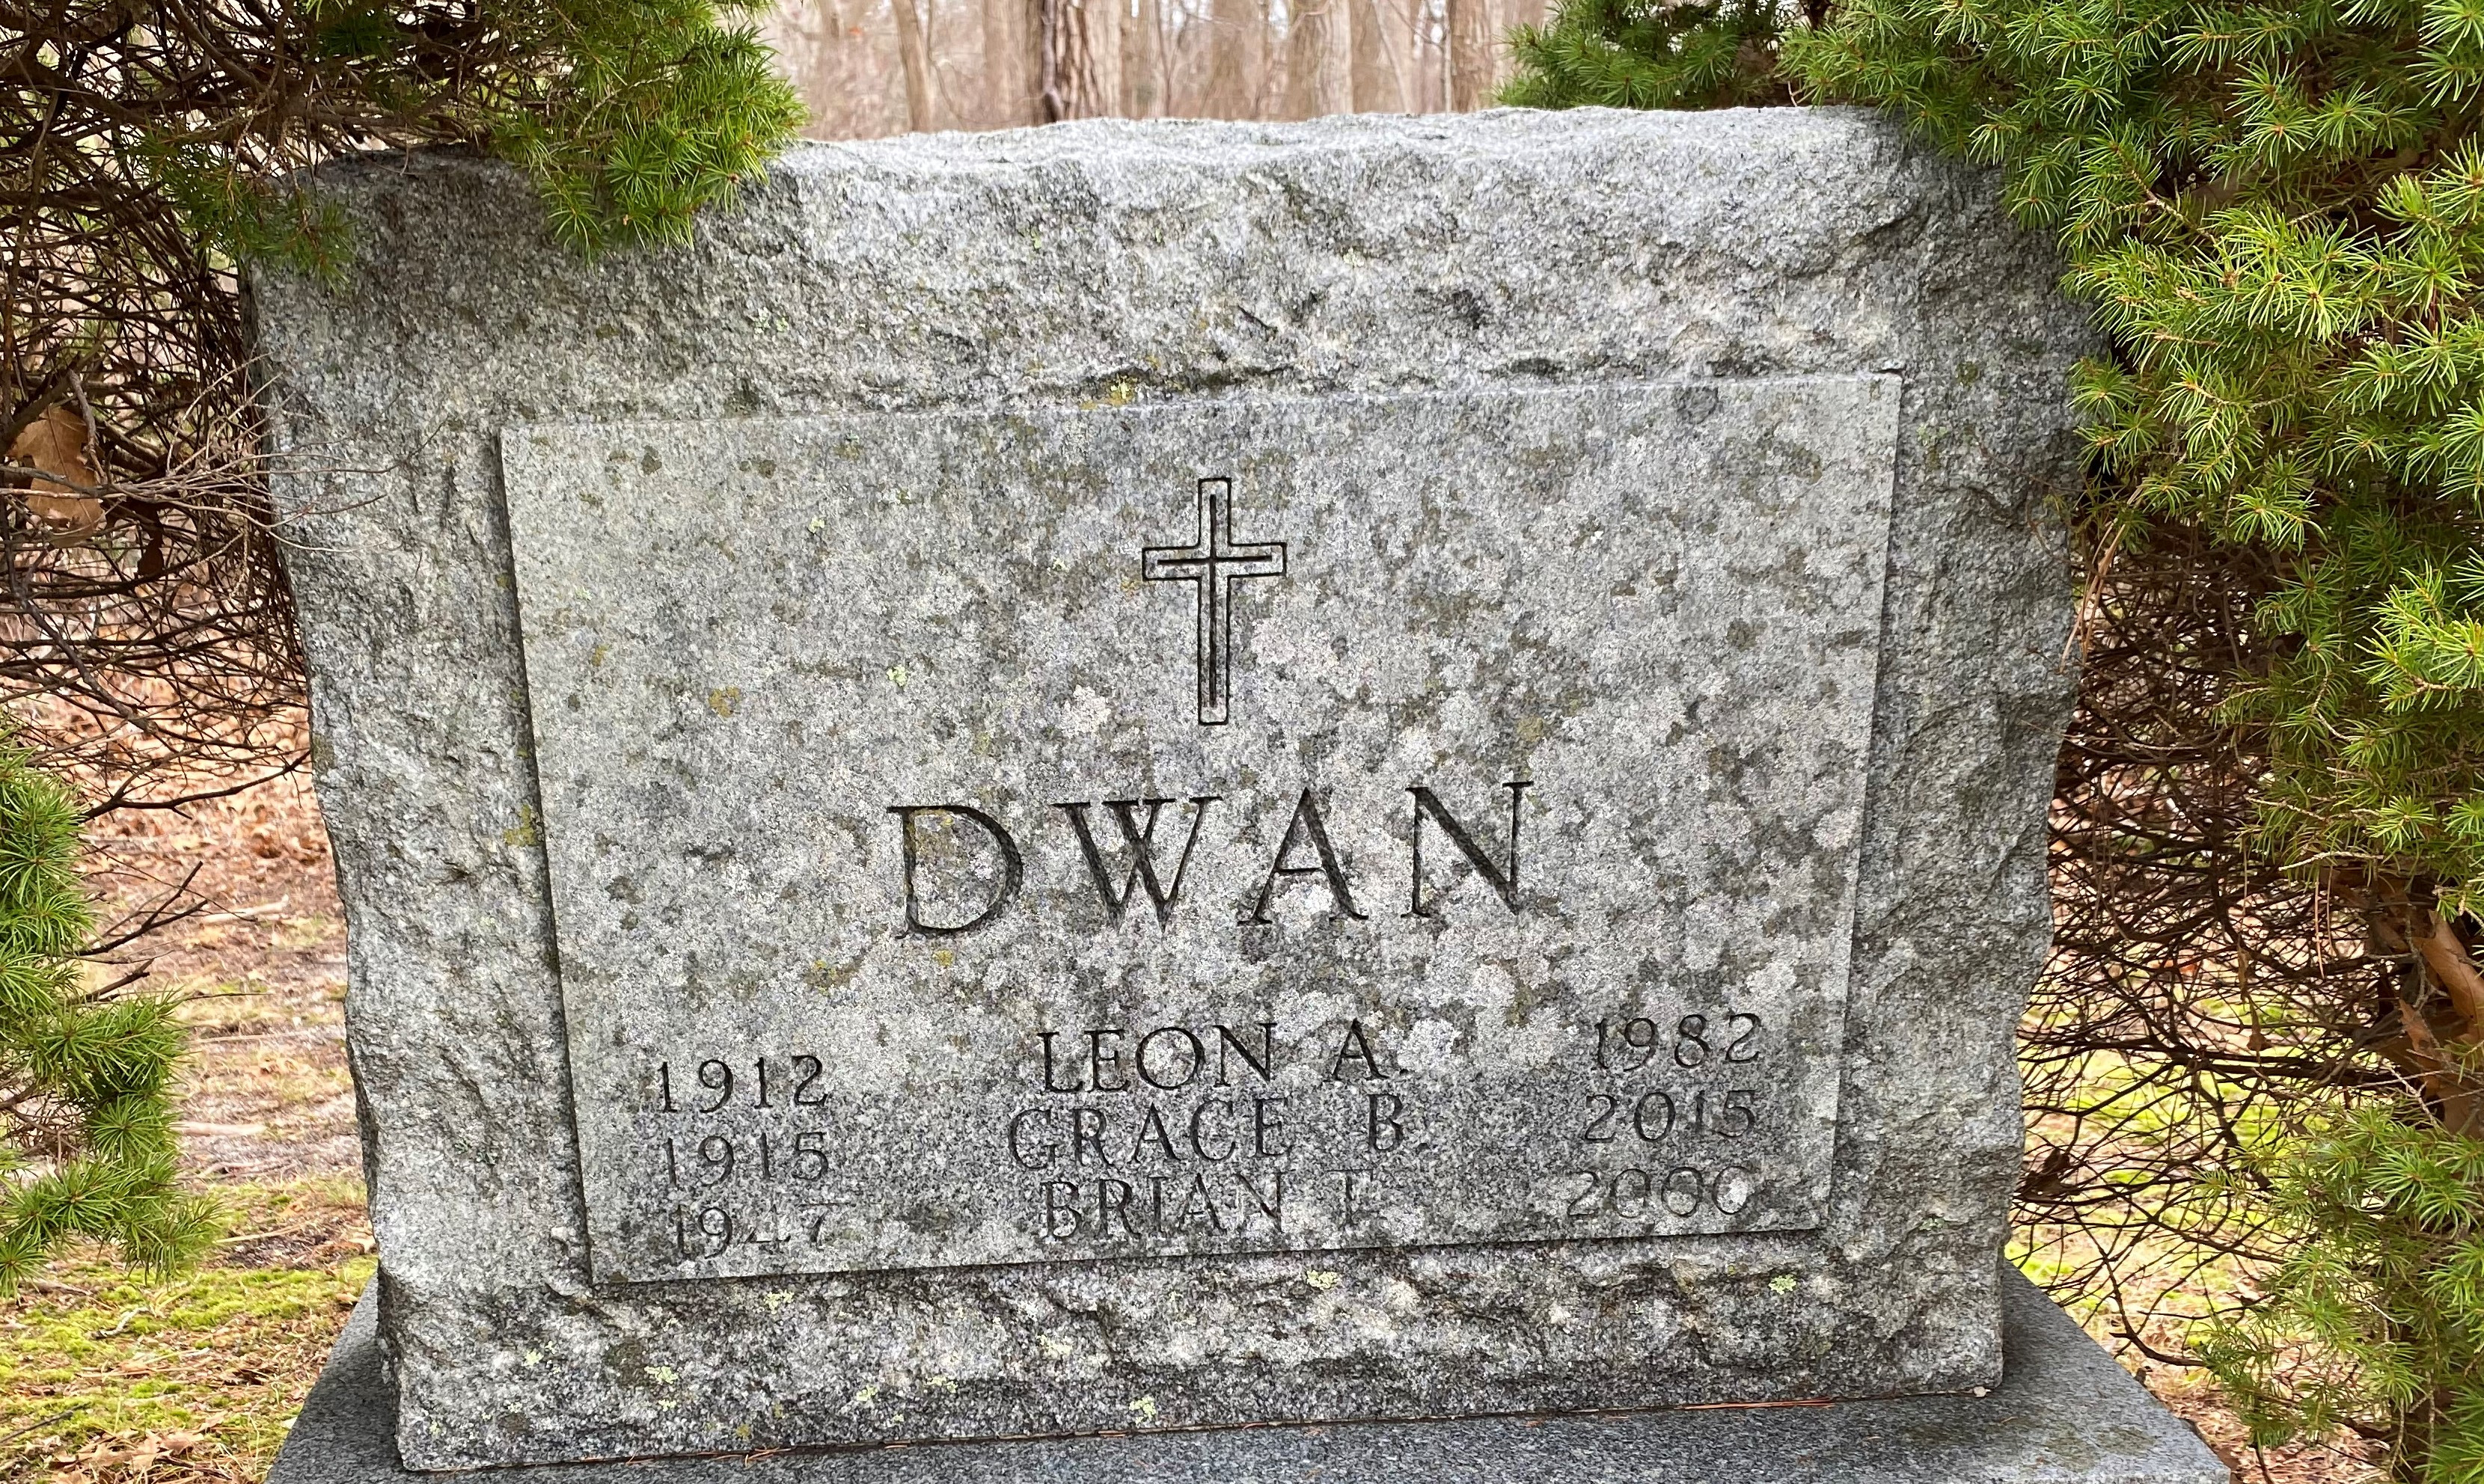 DWAN
1912 LEON A. 1982
1915 GRACE B. 2015
1947 BRIAN T. 2000